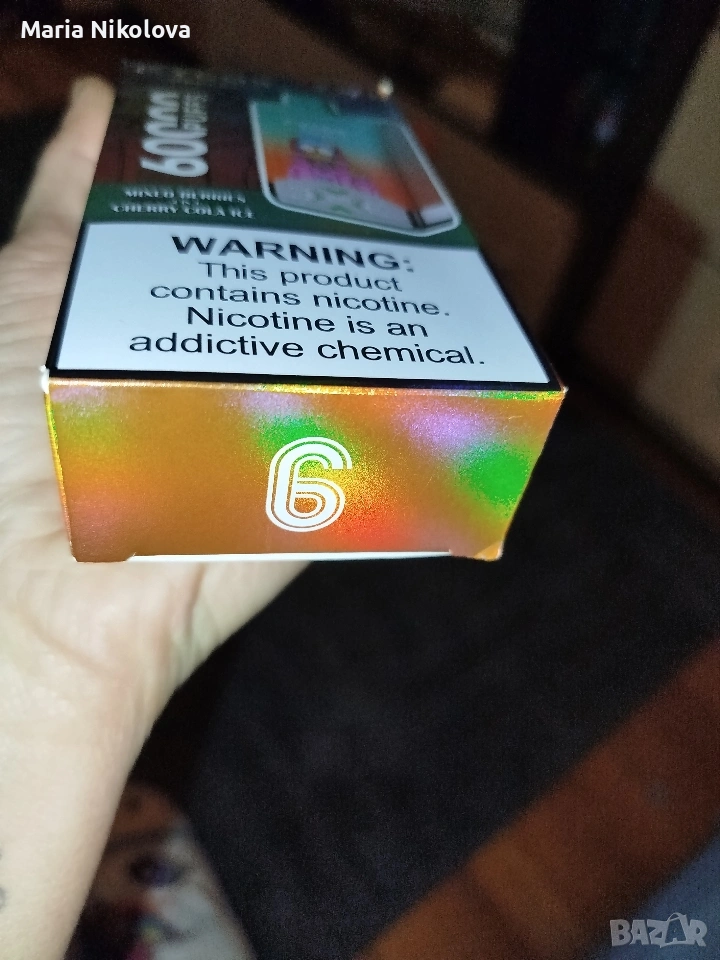 Maria Nikolova
60000
PUFFS
MIXED BERRIES
CHERRY COLA ICE
WARNING:
This product
contains nicotine.
Nicotine is an
addictive chemical.
6
BAZAR